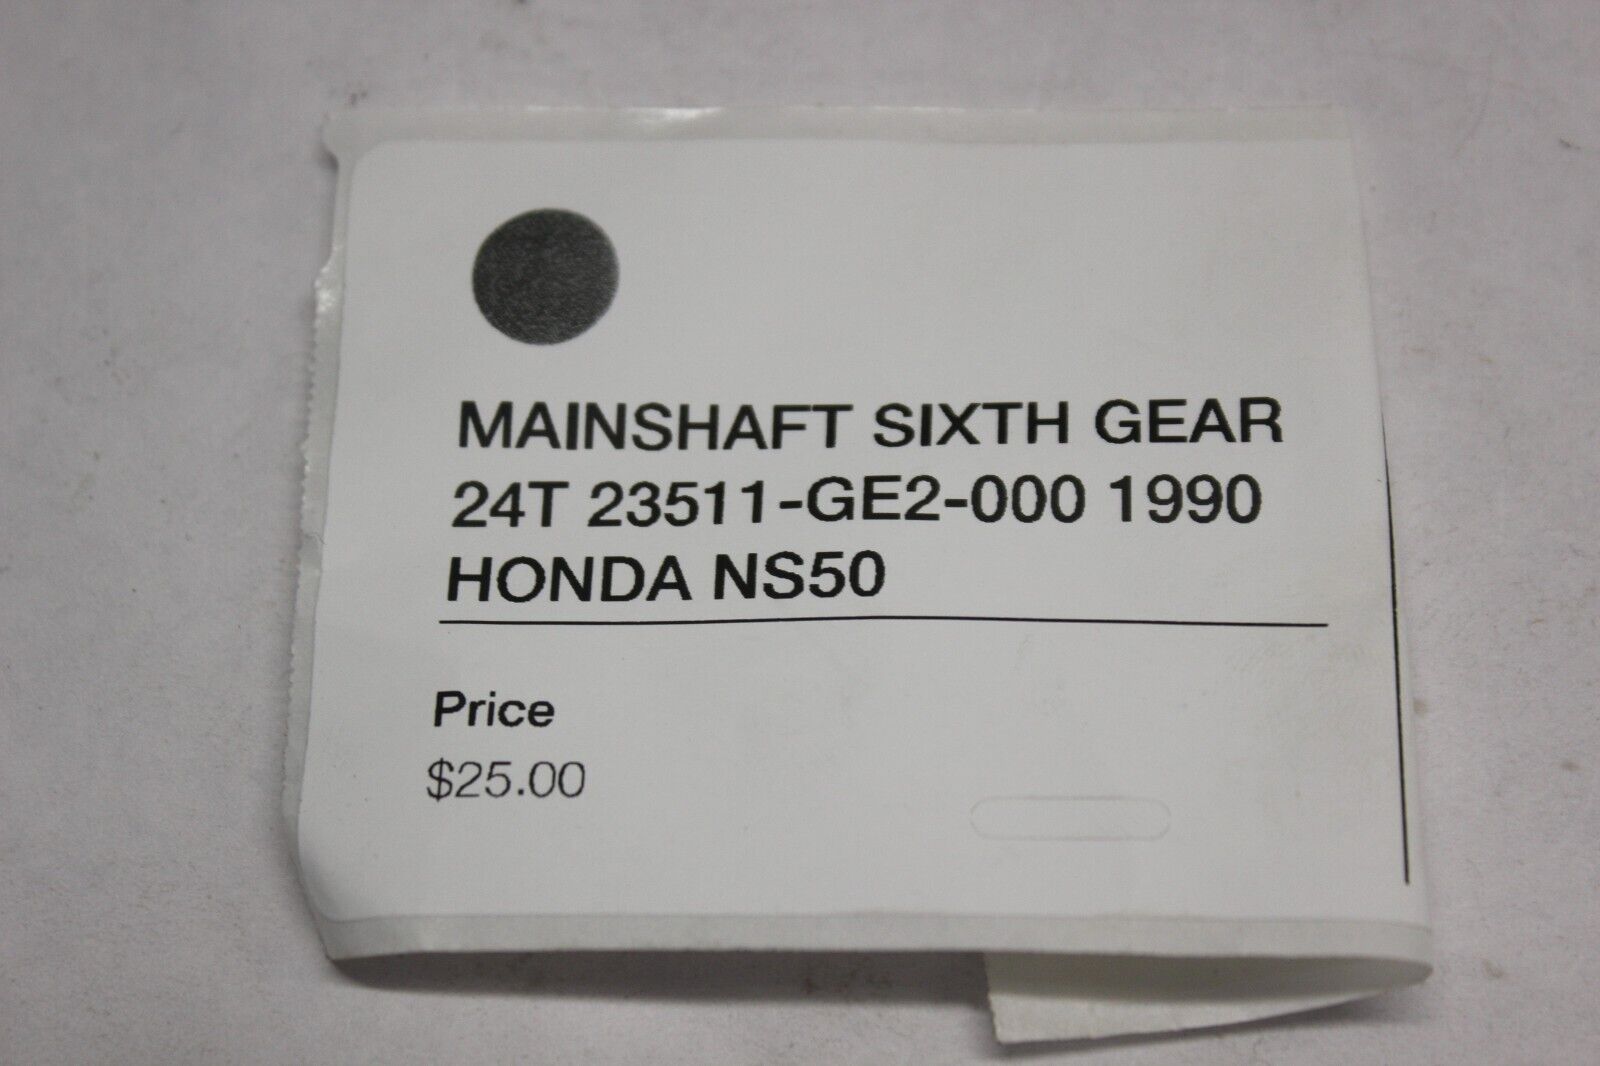 MAINSHAFT SIXTH GEAR
24T 23511-GE2-000 1990
HONDA NS50
Price
$25.00